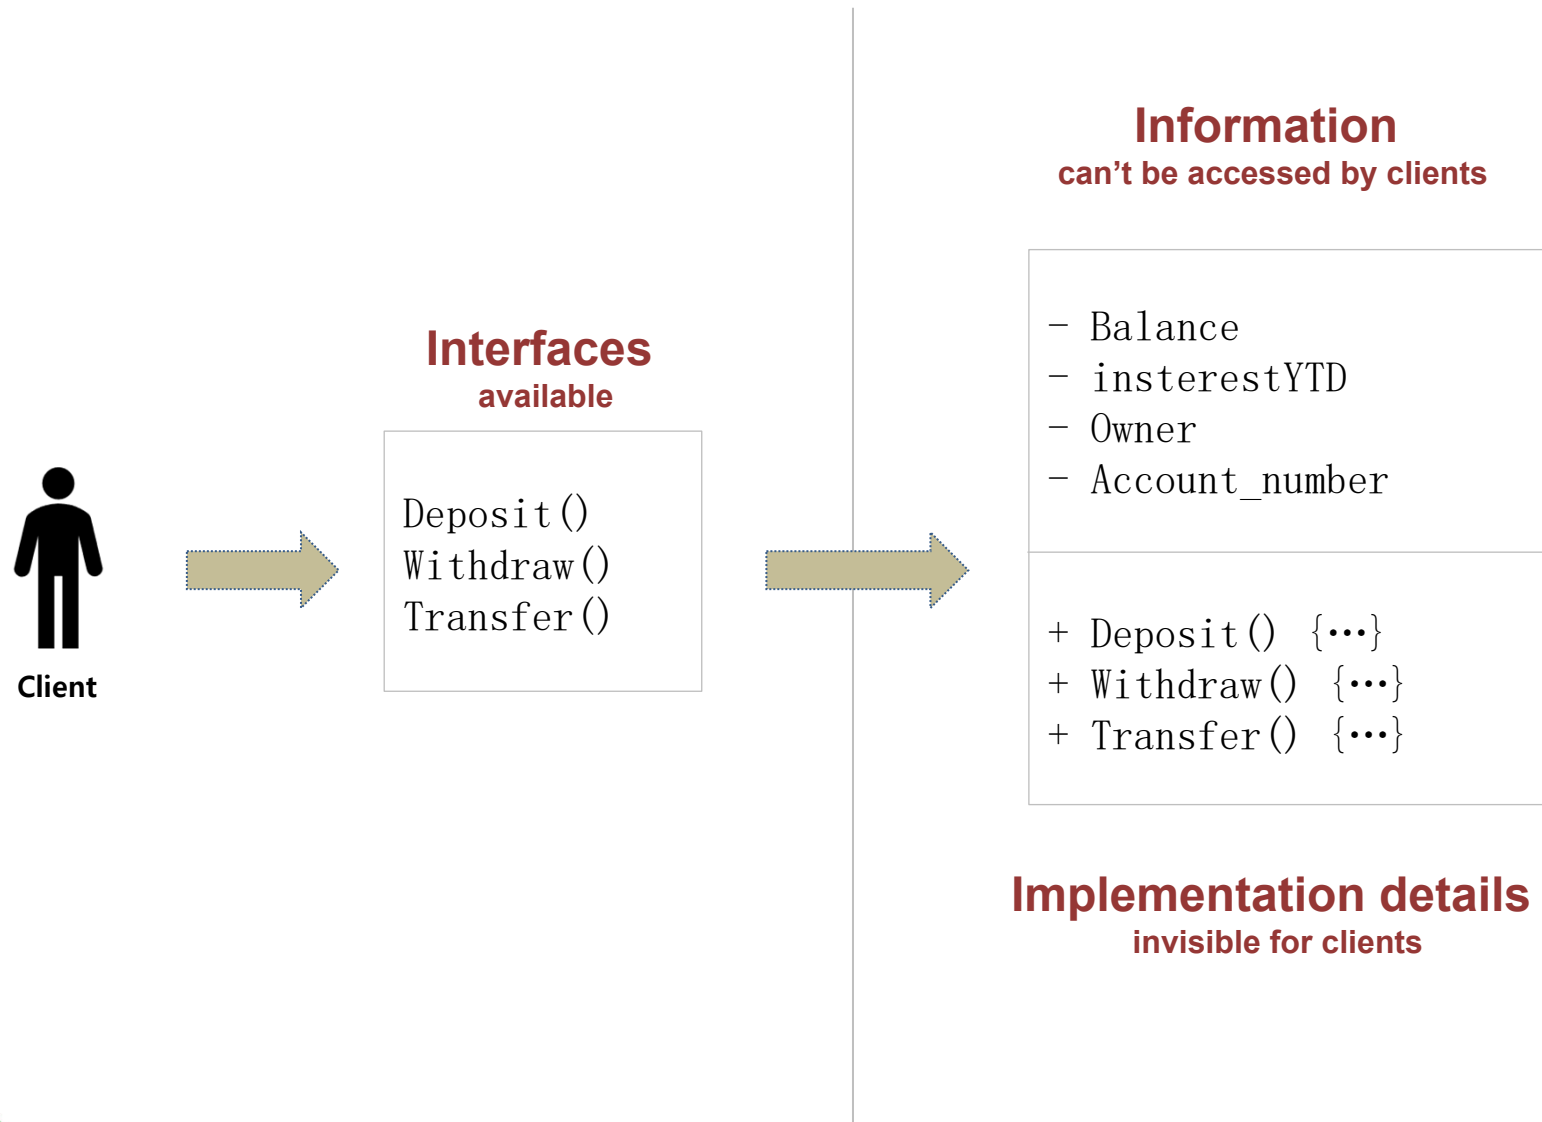 Client
Interfaces
available
Deposit()
Withdraw()
Transfer()
Information
can't be accessed by clients
- Balance
- insterestYTD
- Owner
- Account_number
+ Deposit() {…}
+ Withdraw() {…}
+ Transfer() {…}
Implementation details
invisible for clients